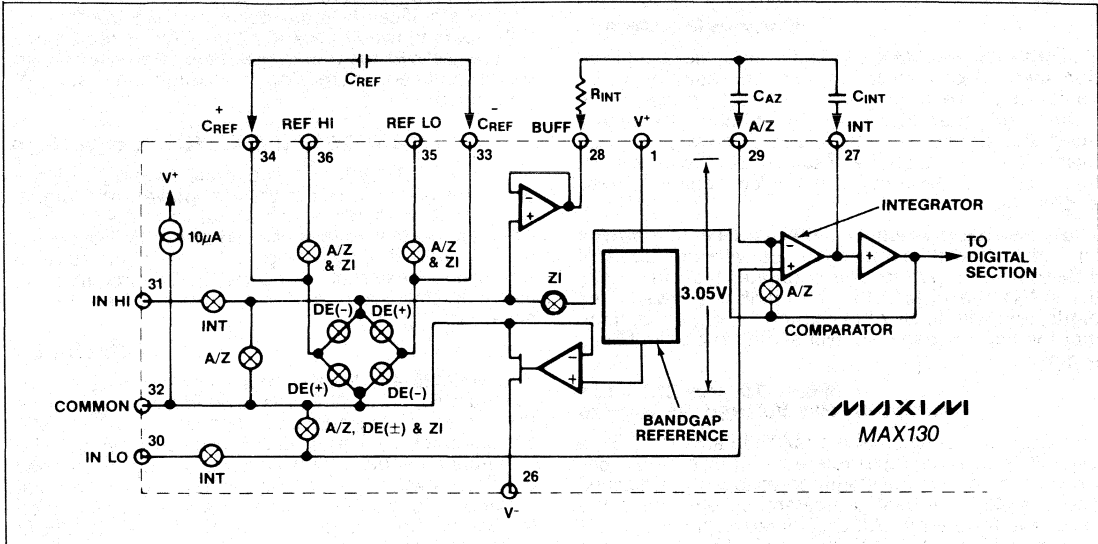 CREF
RINT
CAZ
CINT
+
CREF
REF HI
REF LO
-
CREF
BUFF
V+
A/Z
INT
34
36
35
33
28
1
29
27
V+
10μA
A/Z
& ZI
A/Z
& ZI
-
+
INTEGRATOR
-
+
+
TO
DIGITAL
SECTION
31
IN HI
INT
ZI
3.05V
A/Z
COMPARATOR
DE(-)
DE(+)
A/Z
DE(+)
DE(-)
-
+
32
COMMON
A/Z, DE(±) & ZI
BANDGAP
REFERENCE
MAXIM
MAX130
30
IN LO
INT
26
V-